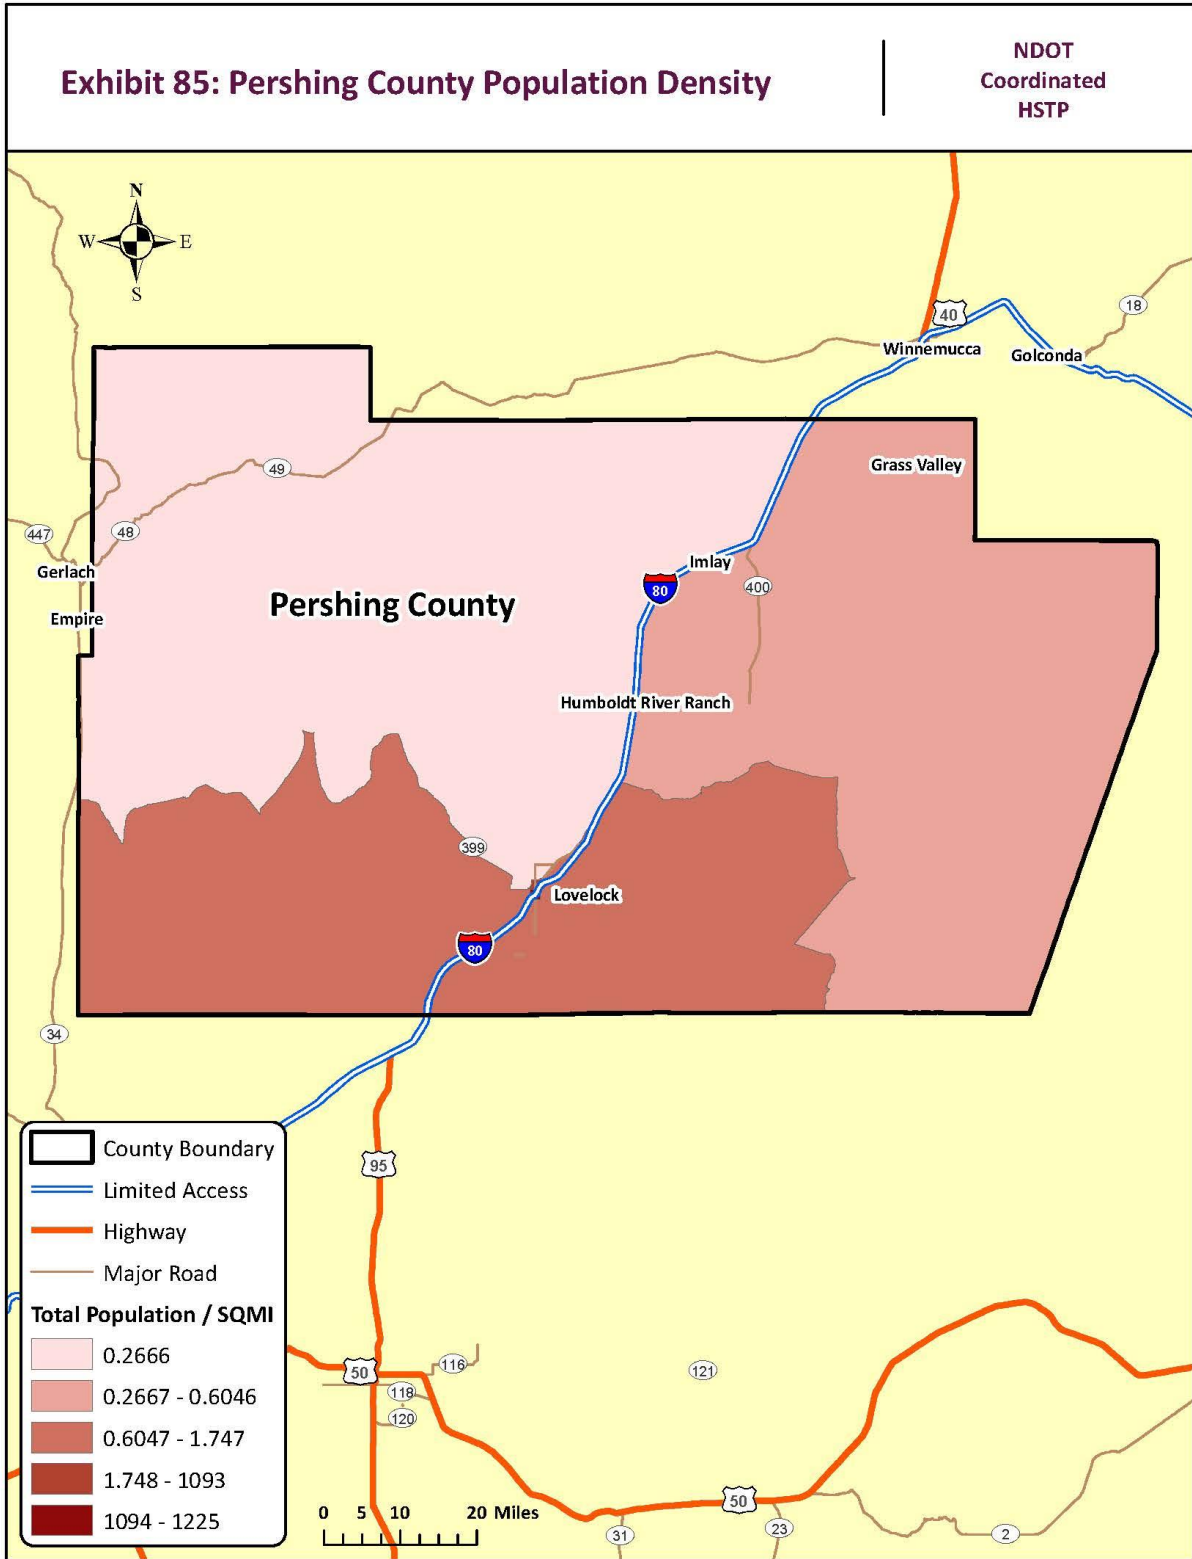 Exhibit 85: Pershing County Population Density
NDOT
Coordinated
HSTP
N
W E
S
40
18
Winnemucca
Golconda
Grass Valley
49
447
48
Gerlach
Imlay
80
400
Pershing County
Empire
Humboldt River Ranch
399
Lovelock
80
34
95
County Boundary
Limited Access
Highway
Major Road
Total Population / SQMI
0.2666
0.2667 - 0.6046
0.6047 - 1.747
1.748 - 1093
1094 - 1225
50
116
121
118
120
0 5 10 20 Miles
50
31
23
2